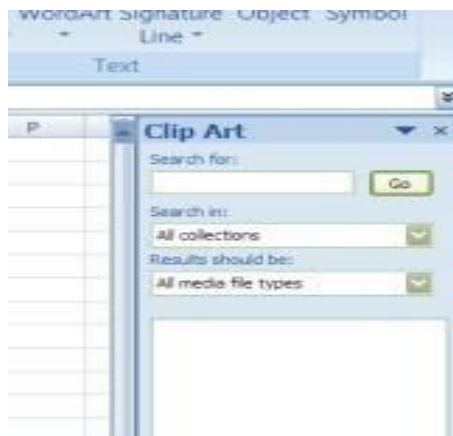 WordArt Signature Object Symbol
Line
Text
P
Clip Art
Search for:
Go
Search in:
All collections
Results should be:
All media file types